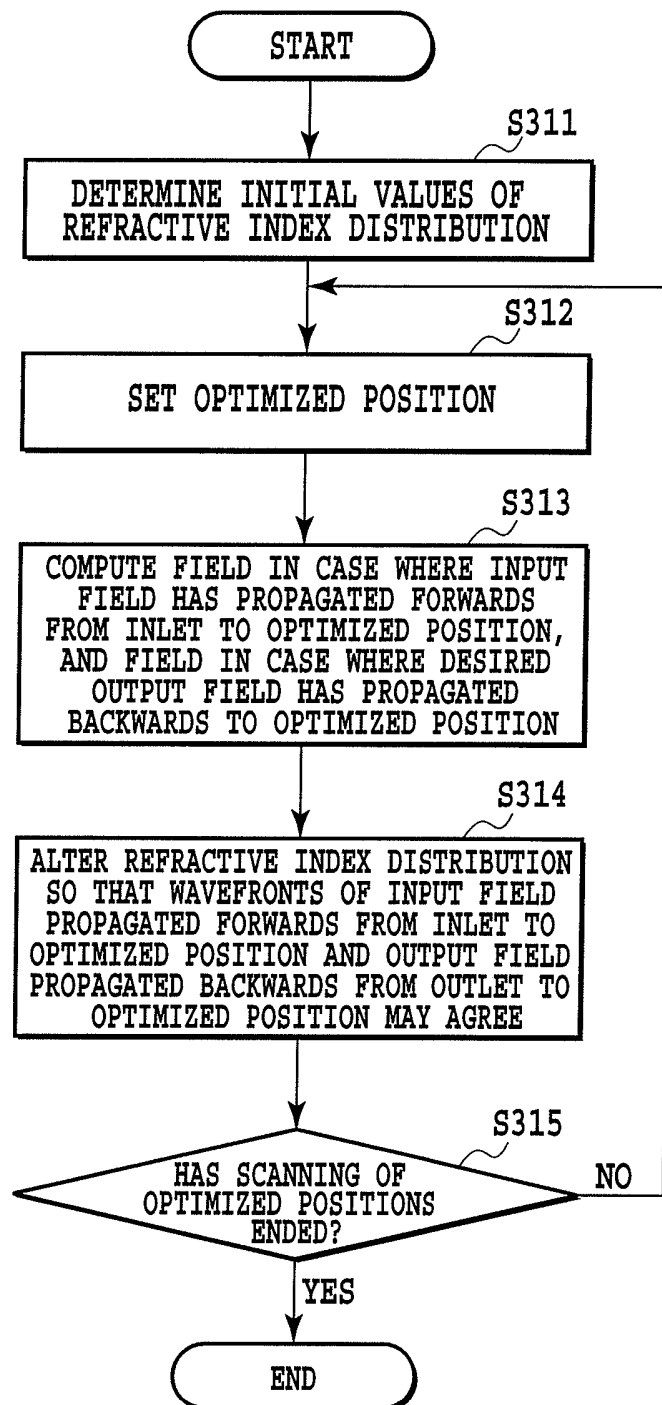 START
S311
DETERMINE INITIAL VALUES OF
REFRACTIVE INDEX DISTRIBUTION
S312
SET OPTIMIZED POSITION
S313
COMPUTE FIELD IN CASE WHERE INPUT
FIELD HAS PROPAGATED FORWARDS
FROM INLET TO OPTIMIZED POSITION,
AND FIELD IN CASE WHERE DESIRED
OUTPUT FIELD HAS PROPAGATED
BACKWARDS TO OPTIMIZED POSITION
S314
ALTER REFRACTIVE INDEX DISTRIBUTION
SO THAT WAVEFRONTS OF INPUT FIELD
PROPAGATED FORWARDS FROM INLET TO
OPTIMIZED POSITION AND OUTPUT FIELD
PROPAGATED BACKWARDS FROM OUTLET TO
OPTIMIZED POSITION MAY AGREE
S315
HAS SCANNING OF
OPTIMIZED POSITIONS
ENDED?
NO
YES
END